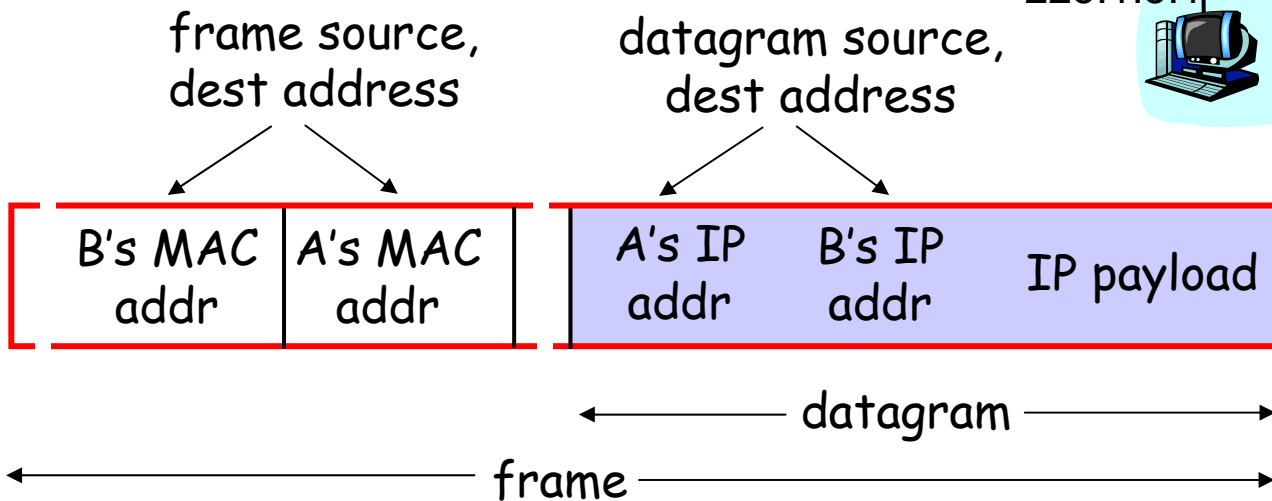 frame source,
dest address
datagram source,
dest address
B's MAC
addr
A's MAC
addr
A's IP
addr
B's IP
addr
IP payload
datagram
frame